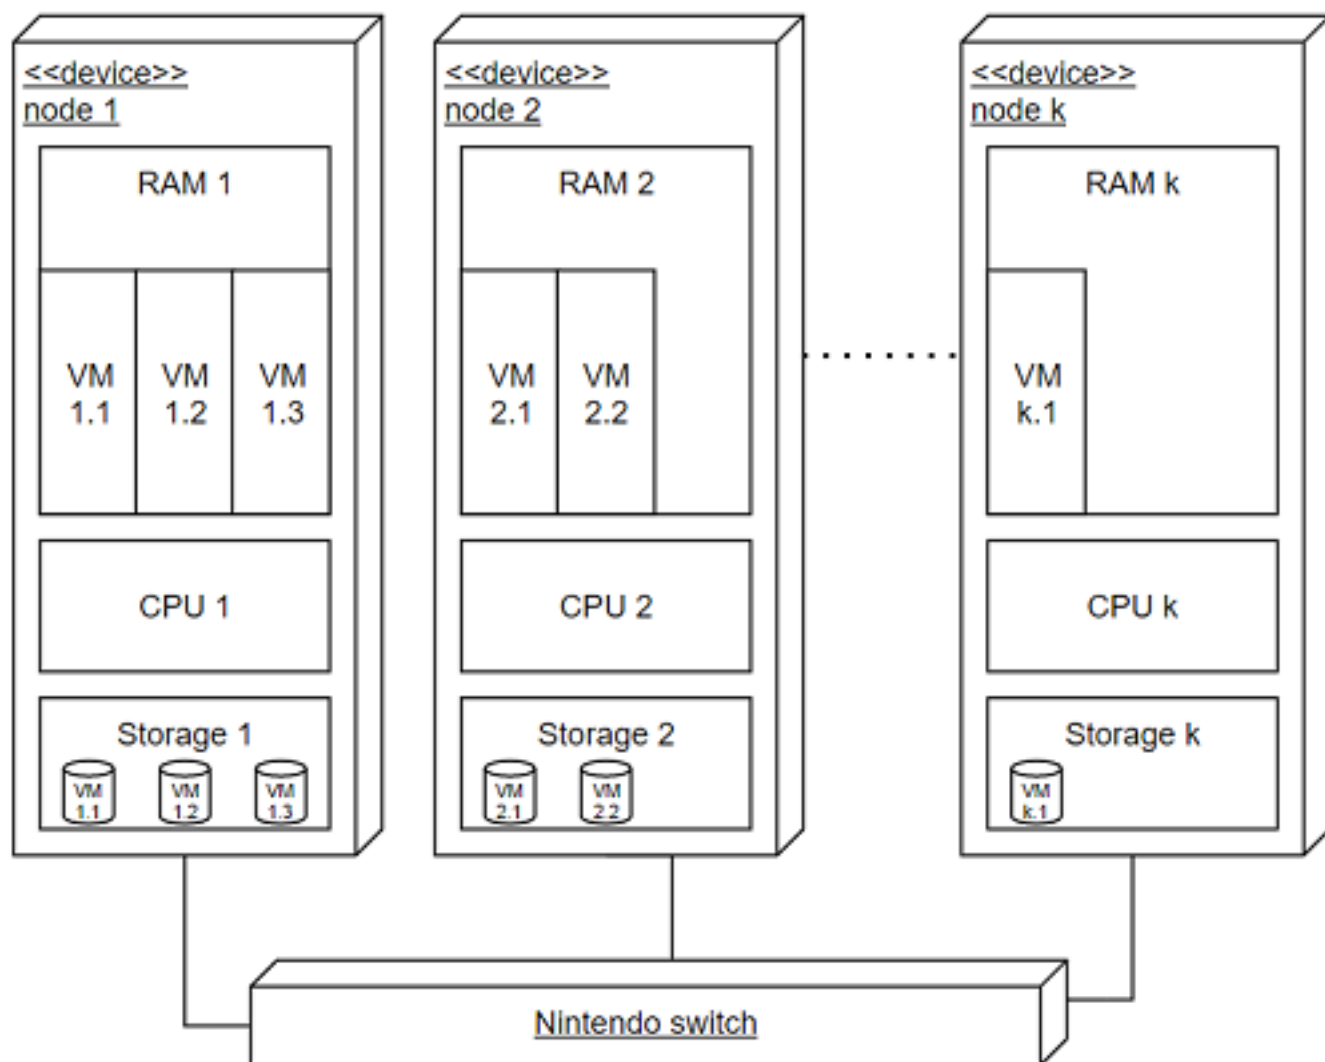 <<device>>
node 1
RAM 1
VM
1.1
VM
1.2
VM
1.3
CPU 1
Storage 1
VM
1.1
VM
1.2
VM
1.3
<<device>>
node 2
RAM 2
VM
2.1
VM
2.2
CPU 2
Storage 2
VM
2.1
VM
2.2
<<device>>
node k
RAM k
VM
k.1
CPU k
Storage k
VM
k.1
Nintendo switch